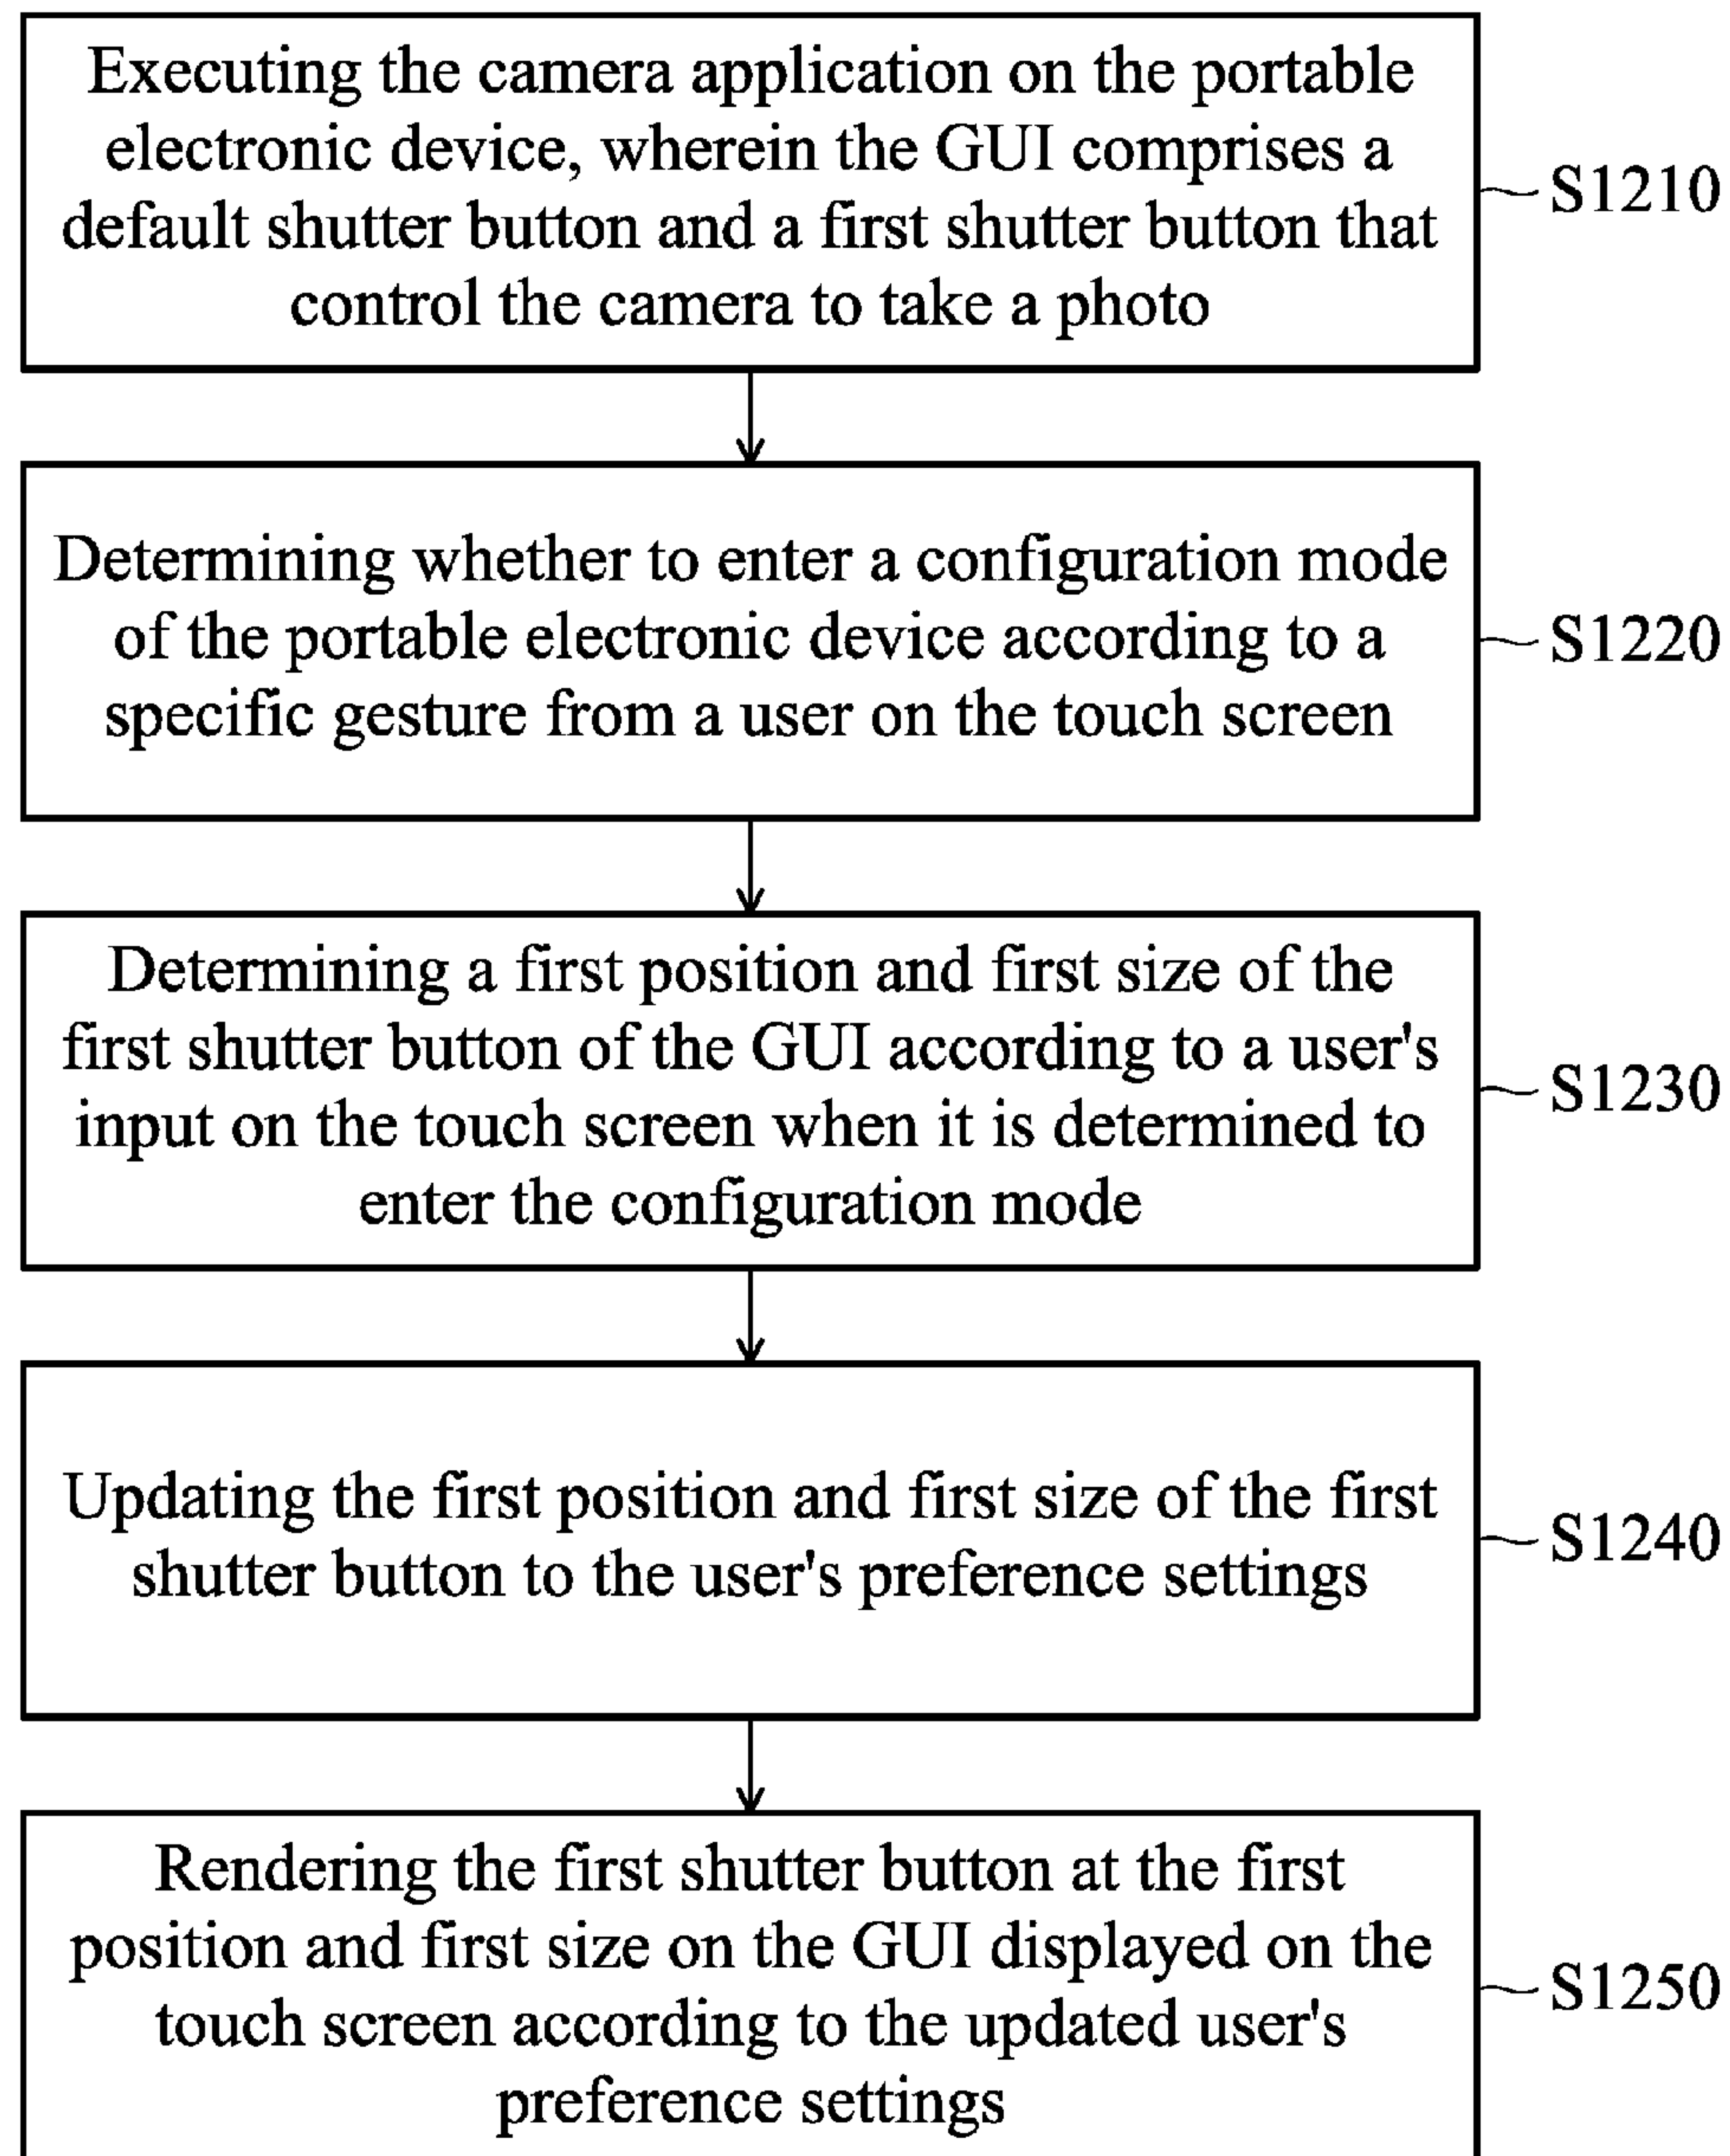 Executing the camera application on the portable
electronic device, wherein the GUI comprises a
default shutter button and a first shutter button that
control the camera to take a photo
S1210
Determining whether to enter a configuration mode
of the portable electronic device according to a
specific gesture from a user on the touch screen
S1220
Determining a first position and first size of the
first shutter button of the GUI according to a user's
input on the touch screen when it is determined to
enter the configuration mode
S1230
Updating the first position and first size of the first
shutter button to the user's preference settings
S1240
Rendering the first shutter button at the first
position and first size on the GUI displayed on the
touch screen according to the updated user's
preference settings
S1250